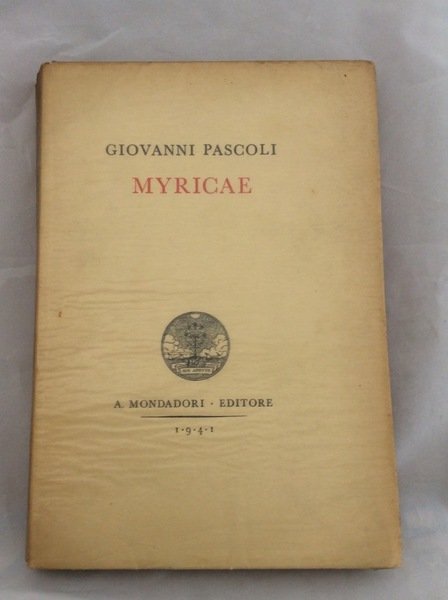 GIOVANNI PASCOLI
MYRICAE
A. MONDADORI · EDITORE
1·9·4·1